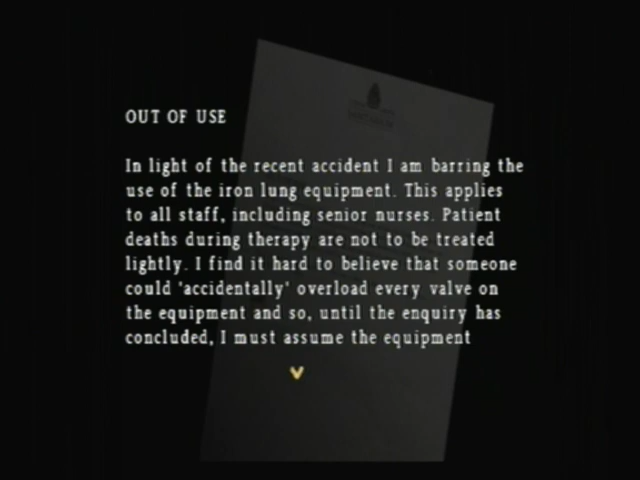 OUT OF USE
In light of the recent accident I am barring the
use of the iron lung equipment. This applies
to all staff, including senior nurses. Patient
deaths during therapy are not to be treated
lightly. I find it hard to believe that someone
could 'accidentally' overload every valve on
the equipment and so, until the enquiry has
concluded, I must assume the equipment